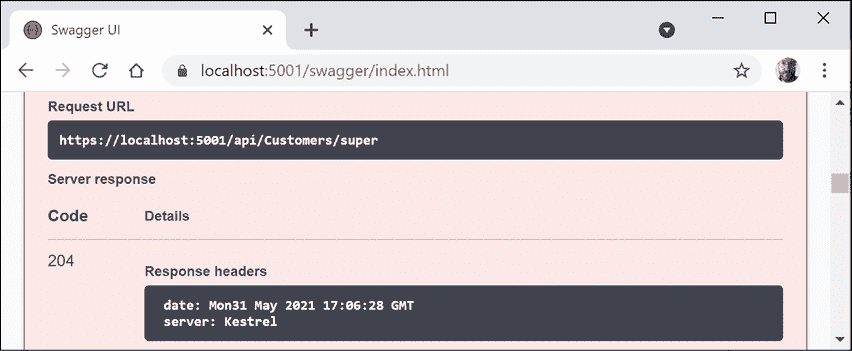 Swagger UI
localhost:5001/swagger/index.html
Request URL
https://localhost:5001/api/Customers/super
Server response
Code Details
204
Response headers
date: Mon31 May 2021 17:06:28 GMT
server: Kestrel